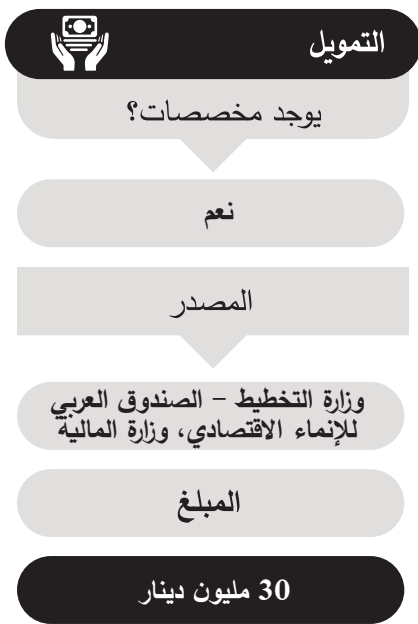 التمويل
يوجد مخصصات؟
نعم
المصدر
وزارة التخطيط – الصندوق العربي
للإنماء الاقتصادي، وزارة المالية
المبلغ
30 مليون دينار